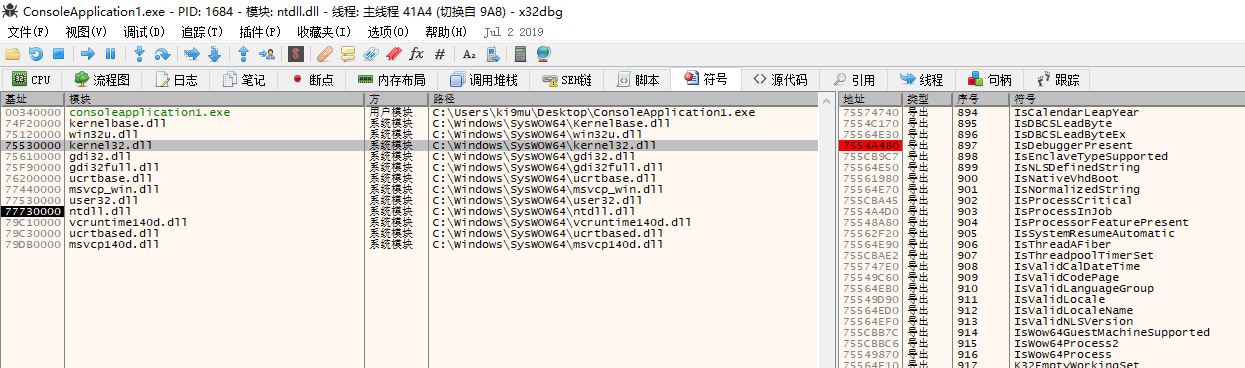 ConsoleApplication1.exe - PID: 1684 - 模块: ntdll.dll - 线程: 主线程 41A4 (切换自 9A8) - x32dbg
文件(F) 视图(V) 调试(D) 追踪(T) 插件(P) 收藏夹(I) 选项(O) 帮助(H) Jul 2 2019
CPU 流程图 日志 笔记 断点 内存布局 调用堆栈 SEH链 脚本 符号 源代码 引用 线程 句柄 跟踪
基址 模块 方 路径
00340000 consoleapplication1.exe 用户模块 C:\Users\ki9mu\Desktop\ConsoleApplication1.exe
74F20000 kernelbase.dll 系统模块 C:\Windows\SysWOW64\KernelBase.dll
75120000 win32u.dll 系统模块 C:\Windows\SysWOW64\win32u.dll
75530000 kernel32.dll 系统模块 C:\Windows\SysWOW64\kernel32.dll
75610000 gdi32.dll 系统模块 C:\Windows\SysWOW64\gdi32.dll
75F90000 gdi32full.dll 系统模块 C:\Windows\SysWOW64\gdi32full.dll
76200000 ucrtbase.dll 系统模块 C:\Windows\SysWOW64\ucrtbase.dll
77440000 msvcp_win.dll 系统模块 C:\Windows\SysWOW64\msvcp_win.dll
77530000 user32.dll 系统模块 C:\Windows\SysWOW64\user32.dll
77730000 ntdll.dll 系统模块 C:\Windows\SysWOW64\ntdll.dll
79C10000 vcruntime140d.dll 系统模块 C:\Windows\SysWOW64\vcruntime140d.dll
79C30000 ucrtbased.dll 系统模块 C:\Windows\SysWOW64\ucrtbased.dll
79DB0000 msvcp140d.dll 系统模块 C:\Windows\SysWOW64\msvcp140d.dll
地址 类型 序号 符号
75574740 导出 894 IsCalendarLeapYear
7554C170 导出 895 IsDBCSLeadByte
75564E30 导出 896 IsDBCSLeadByteEx
7554A480 导出 897 IsDebuggerPresent
755CB9C7 导出 898 IsEnclaveTypeSupported
75564E50 导出 899 IsNLSDefinedString
75561980 导出 900 IsNativeVhdBoot
75564E70 导出 901 IsNormalizedString
755CBA45 导出 902 IsProcessCritical
7554A4D0 导出 903 IsProcessInJob
75548A80 导出 904 IsProcessorFeaturePresent
75562F20 导出 905 IsSystemResumeAutomatic
75564E90 导出 906 IsThreadAFiber
755CBAE2 导出 907 IsThreadpoolTimerSet
755747E0 导出 908 IsValidCalDateTime
75549C60 导出 909 IsValidCodePage
75564EB0 导出 910 IsValidLanguageGroup
75549D90 导出 911 IsValidLocale
75564ED0 导出 912 IsValidLocaleName
75564EF0 导出 913 IsValidNLSVersion
755CBB7C 导出 914 IsWow64GuestMachineSupported
755CBBC6 导出 915 IsWow64Process2
75549870 导出 916 IsWow64Process
75564F10 导出 917 K32EmptyWorkingSet